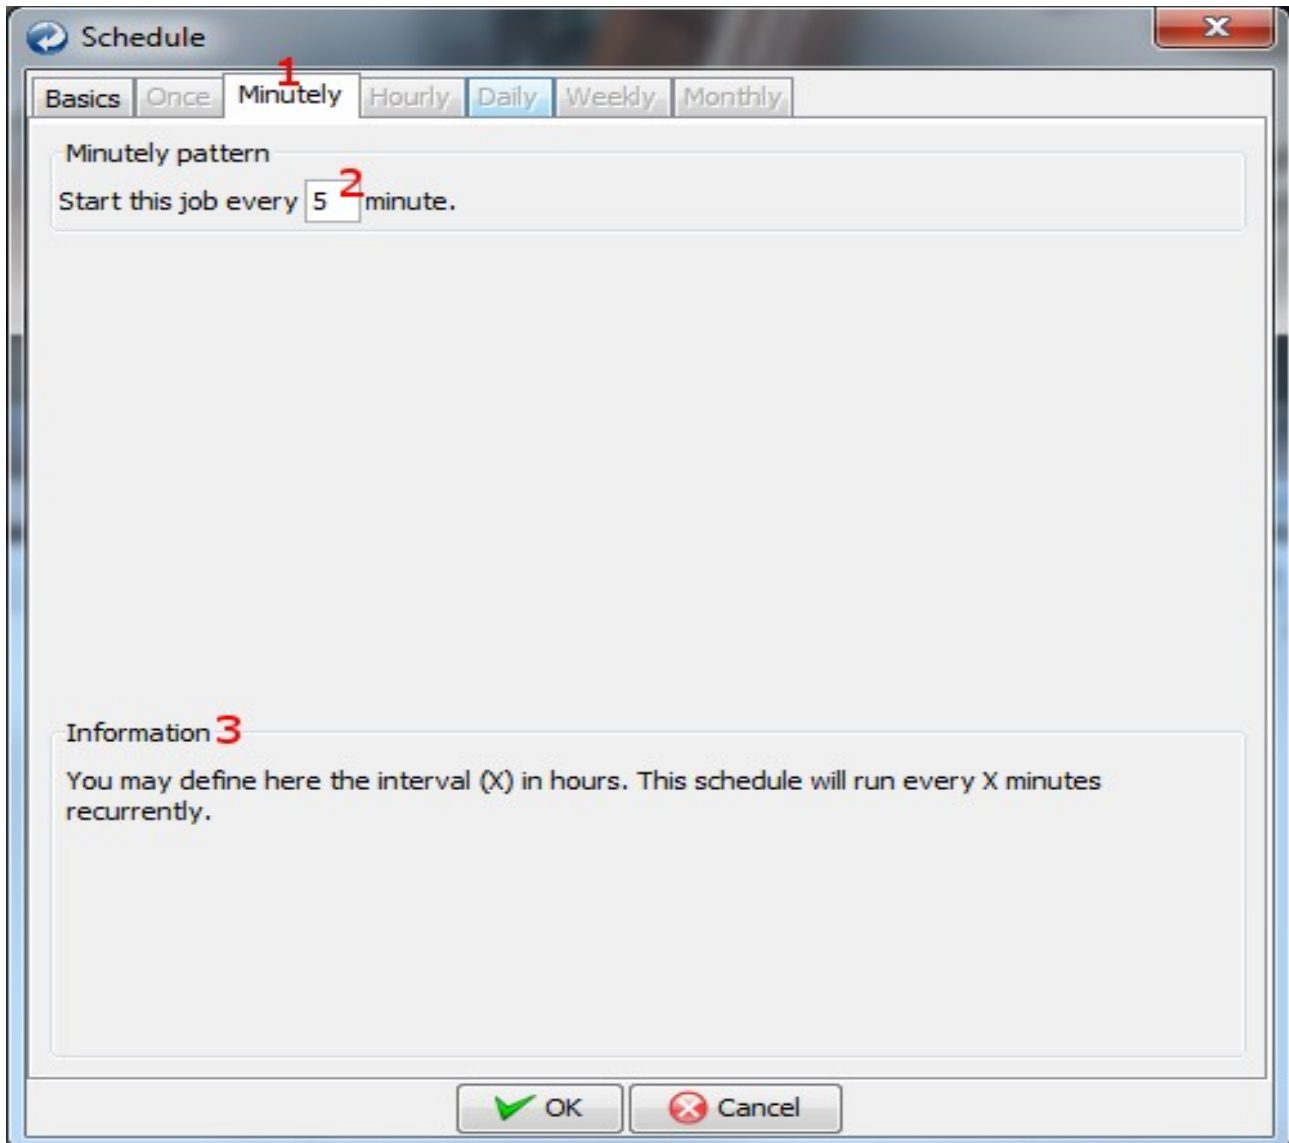 Schedule
X
1
Basics Once Minutely Hourly Daily Weekly Monthly
Minutely pattern
2
Start this job every 5 minute.
Information 3
You may define here the interval (X) in hours. This schedule will run every X minutes
recurrently.
OK Cancel